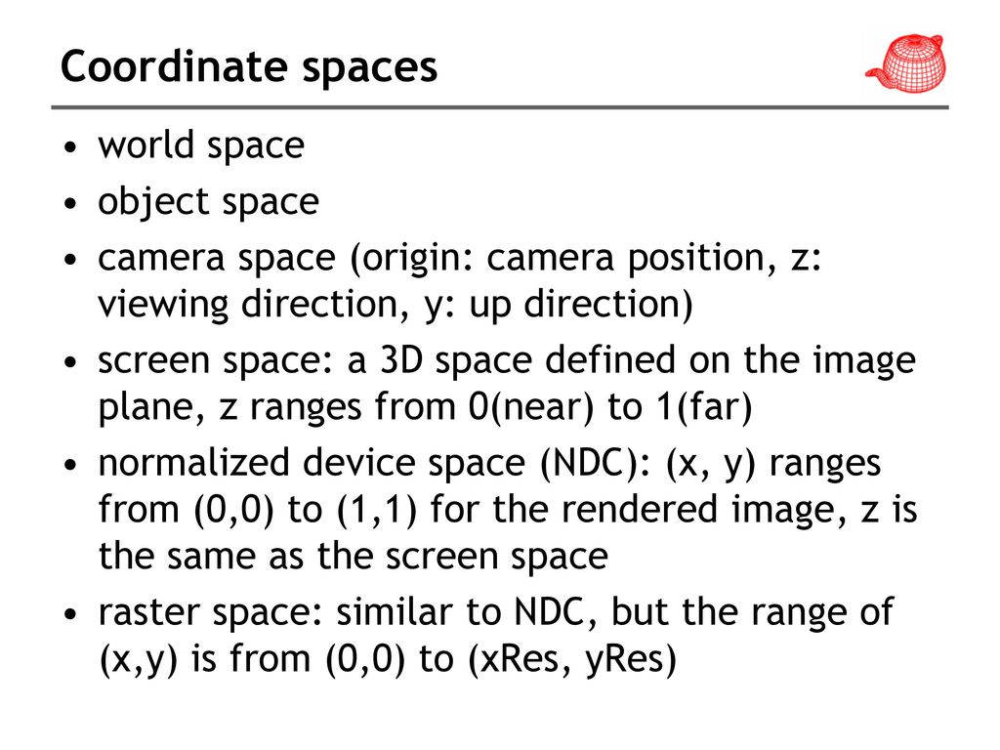 Coordinate spaces
• world space
• object space
• camera space (origin: camera position, z:
viewing direction, y: up direction)
• screen space: a 3D space defined on the image
plane, z ranges from 0(near) to 1(far)
• normalized device space (NDC): (x, y) ranges
from (0,0) to (1,1) for the rendered image, z is
the same as the screen space
• raster space: similar to NDC, but the range of
(x,y) is from (0,0) to (xRes, yRes)